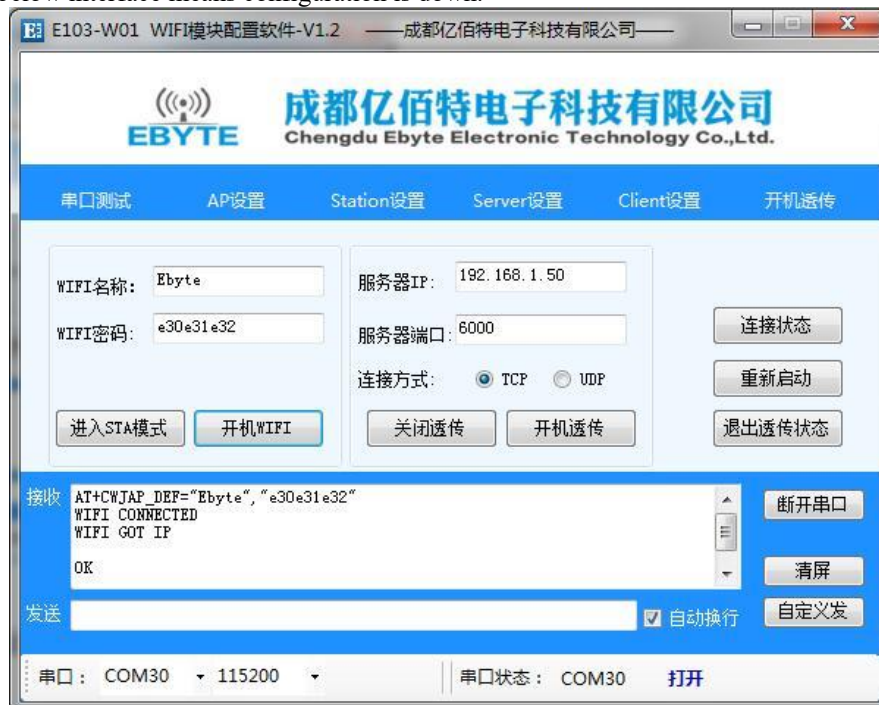 below interface means configuration is down.
E103-W01 WIFI模块配置软件-V1.2 ——成都亿佰特电子科技有限公司——
EBYTE
成都亿佰特电子科技有限公司
Chengdu Ebyte Electronic Technology Co.,Ltd.
串口测试 AP设置 Station设置 Server设置 Client设置 开机透传
WIFI名称: Ebyte 服务器IP: 192.168.1.50
WIFI密码: e30e31e32 服务器端口: 6000 连接状态
连接方式: TCP UDP 重新启动
进入STA模式 开机WIFI 关闭透传 开机透传 退出透传状态
接收 AT+CWJAP_DEF="Ebyte","e30e31e32" 断开串口
WIFI CONNECTED
WIFI GOT IP
OK 清屏
发送 自动换行 自定义发
串口: COM30 115200 串口状态: COM30 打开